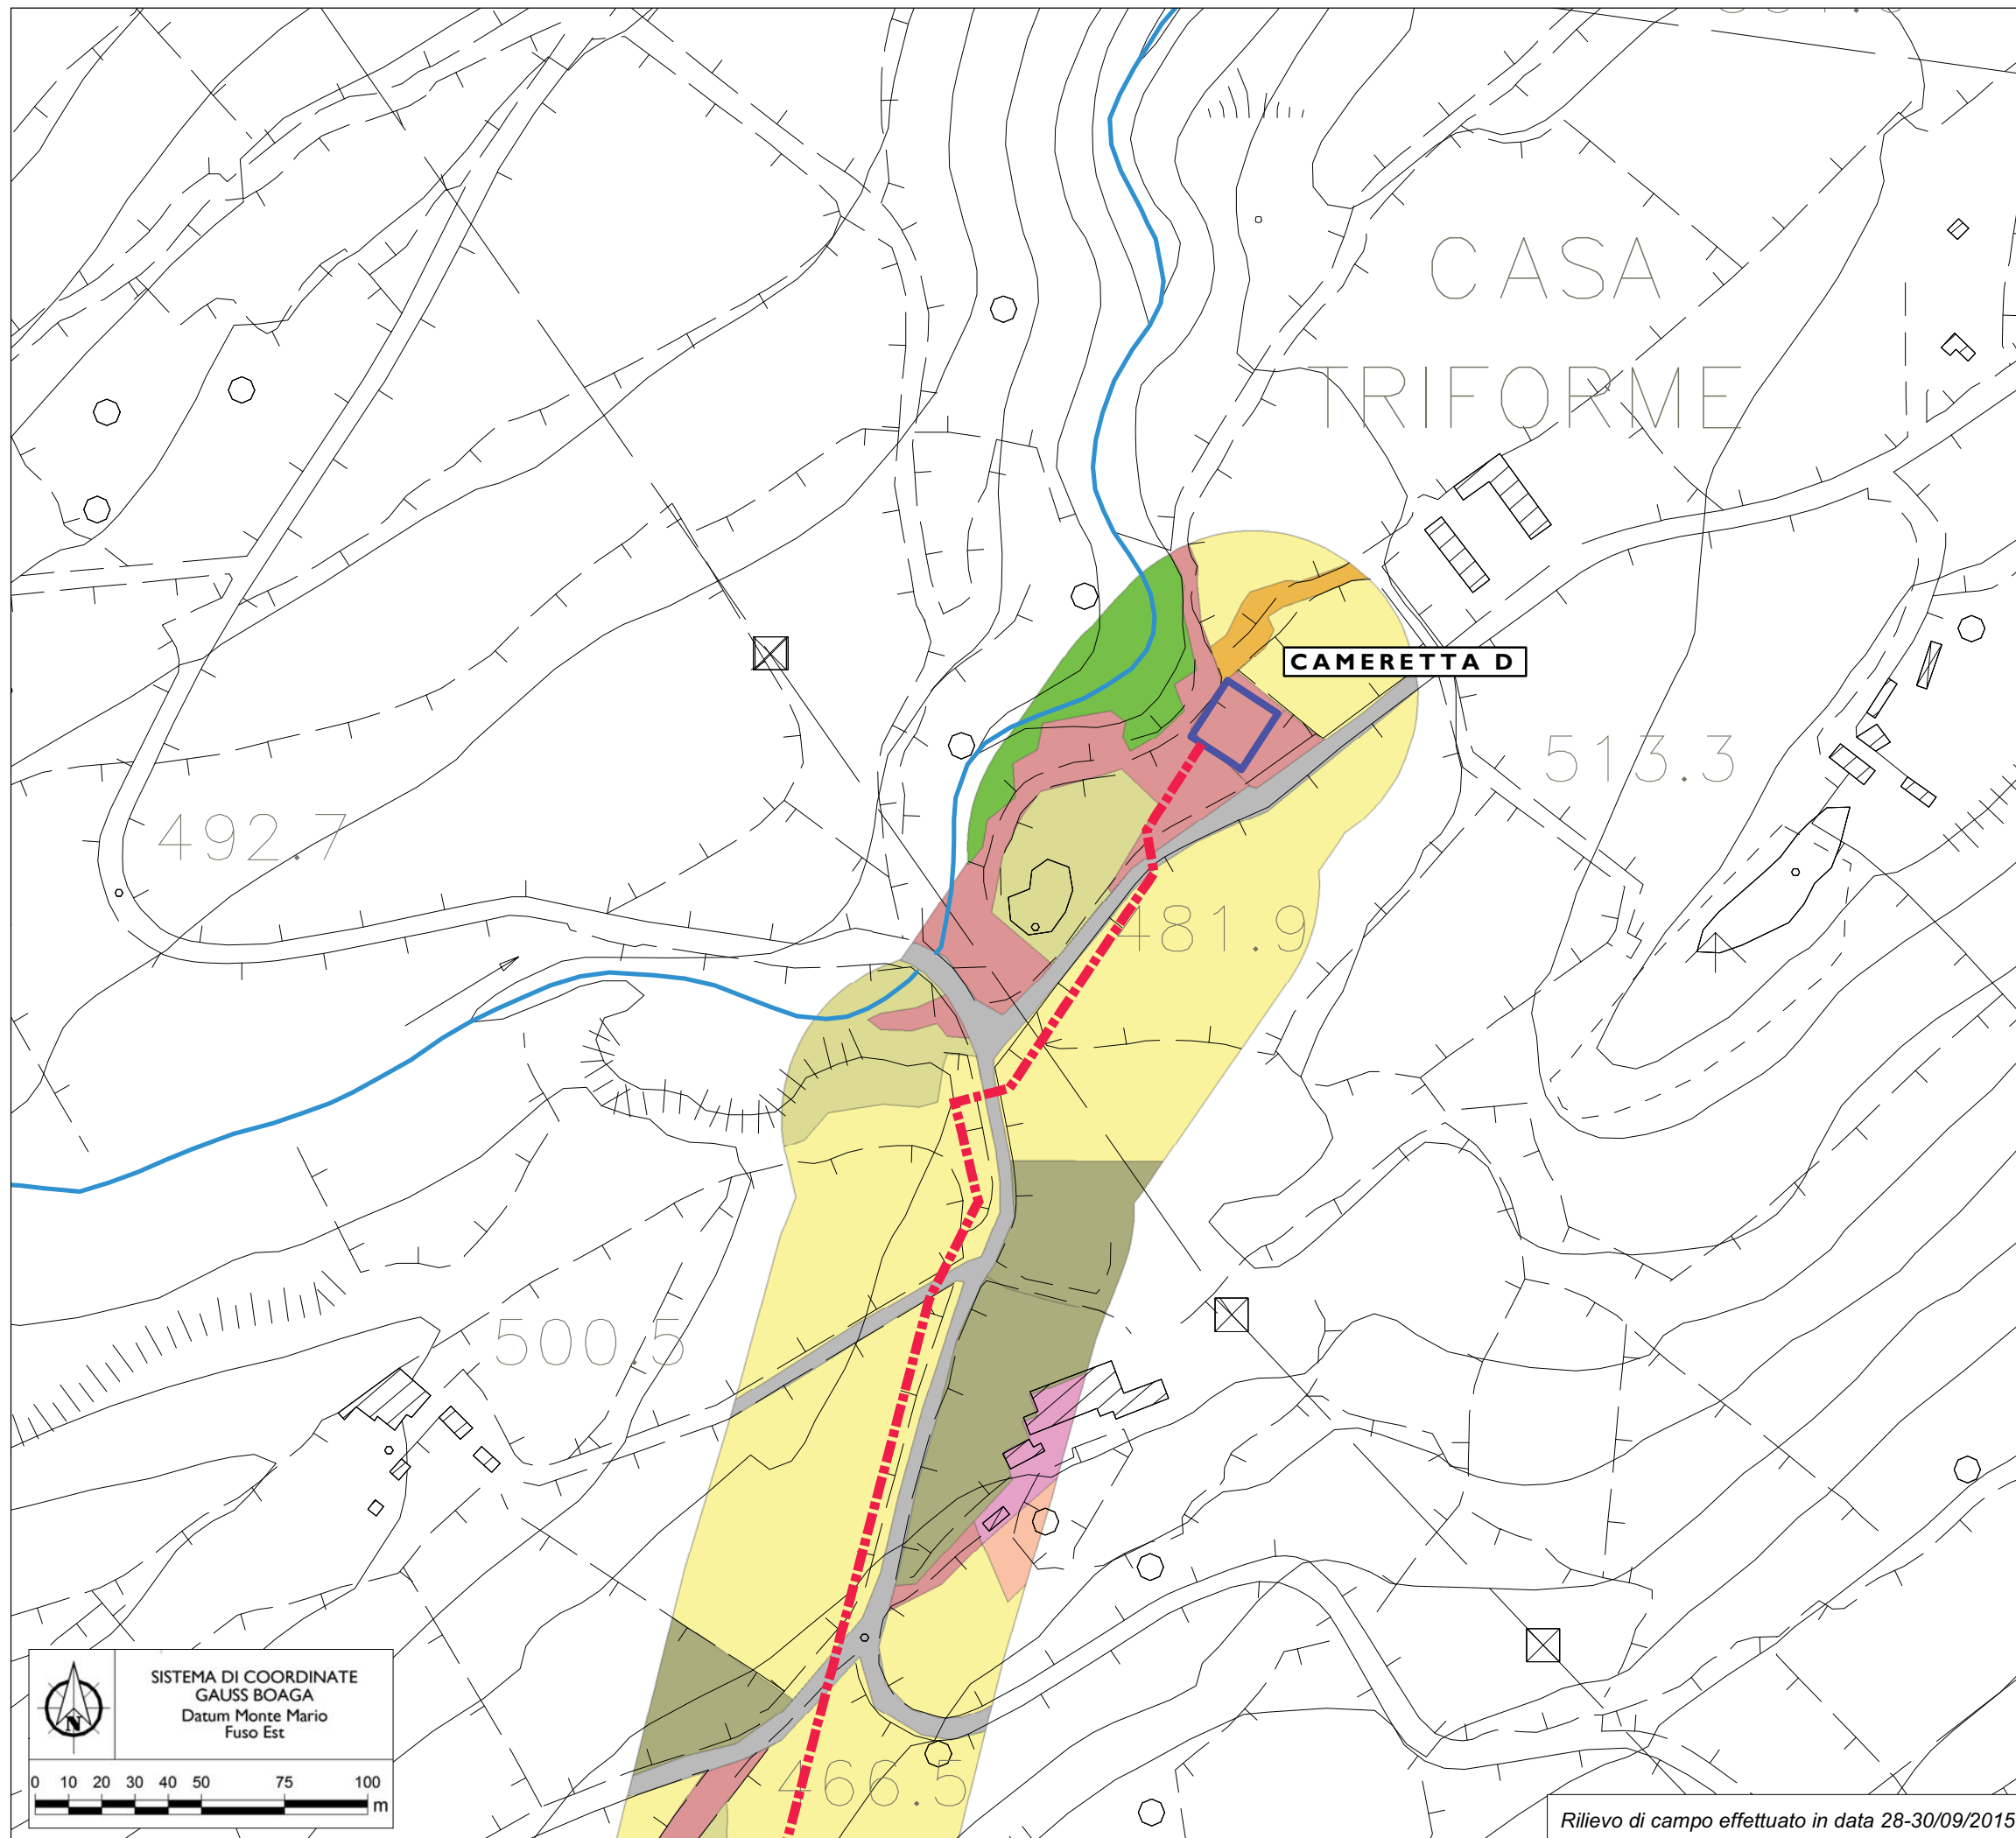 CASA
TRIFORME
CAMERETTA D
513.3
492.7
481.9
500.5
466.5
N
SISTEMA DI COORDINATE
GAUSS BOAGA
Datum Monte Mario
Fuso Est
0 10 20 30 40 50 75 100
m
Rilievo di campo effettuato in data 28-30/09/2015